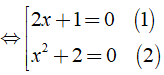 ⇔ [ 2x + 1 = 0 (1)
x² + 2 = 0 (2)